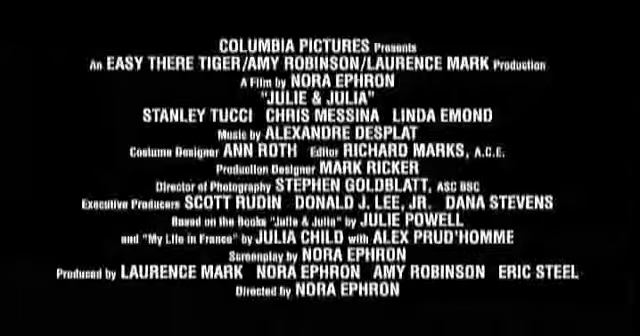 COLUMBIA PICTURES Presents
An EASY THERE TIGER/AMY ROBINSON/LAURENCE MARK Production
A Film by NORA EPHRON
"JULIE & JULIA"
STANLEY TUCCI CHRIS MESSINA LINDA EMOND
Music by ALEXANDRE DESPLAT
Costume Designer ANN ROTH Editor RICHARD MARKS, A.C.E.
Production Designer MARK RICKER
Director of Photography STEPHEN GOLDBLATT, ASC BSC
Executive Producers SCOTT RUDIN DONALD J. LEE, JR. DANA STEVENS
Based on the Books "Julie & Julia" by JULIE POWELL
and "My Life in France" by JULIA CHILD with ALEX PRUD'HOMME
Screenplay by NORA EPHRON
Produced by LAURENCE MARK NORA EPHRON AMY ROBINSON ERIC STEEL
Directed by NORA EPHRON